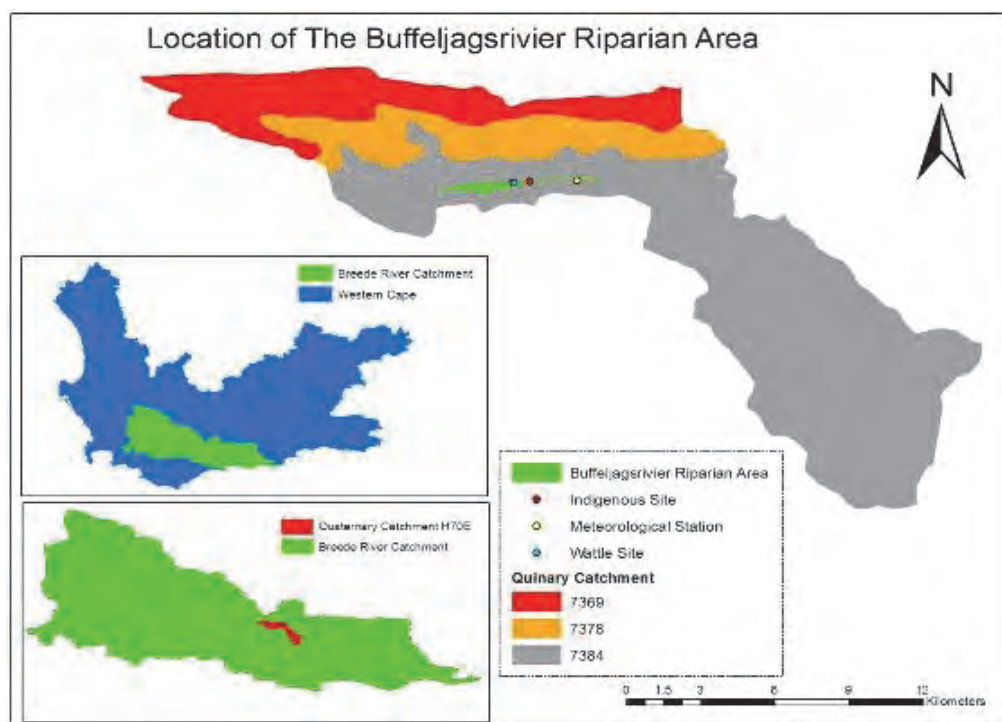 Location of The Buffeljagsrivier Riparian Area
N
Breede River Catchment
Western Cape
Quaternary Catchment H70E
Breede River Catchment
Buffeljagsrivier Riparian Area
Indigenous Site
Meteorological Station
Wattle Site
Quinary Catchment
7369
7378
7384
0 1.5 3 6 9 12
Kilometers